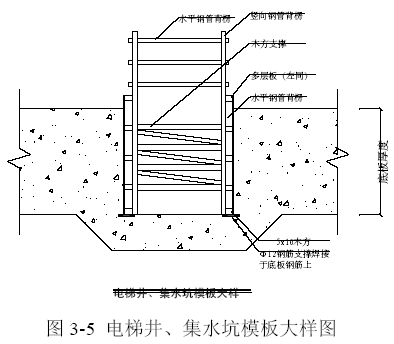 水平钢管背楞
竖向钢管背楞
木方支撑
多层板（左同）
水平钢管背楞
底板厚度
5x10木方
Φ12钢筋支撑焊接
于底板钢筋上
电梯井、集水坑模板大样
图 3-5 电梯井、集水坑模板大样图